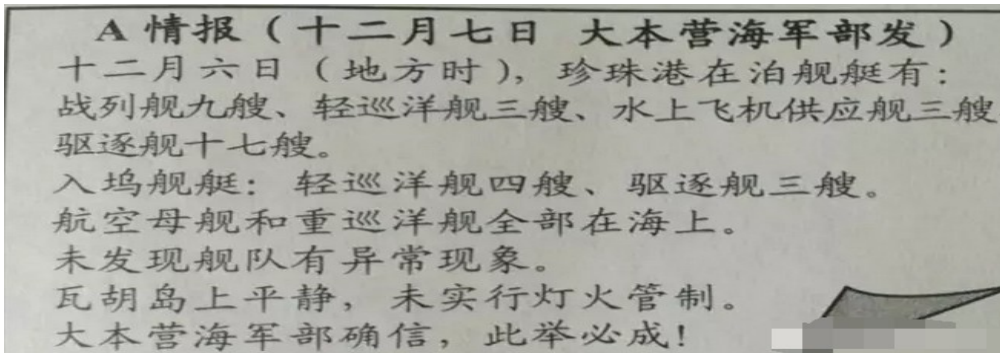 A 情报（十二月七日 大本营海军部发）
十二月六日（地方时），珍珠港在泊舰艇有：
战列舰九艘、轻巡洋舰三艘、水上飞机供应舰三艘
驱逐舰十七艘。
入坞舰艇：轻巡洋舰四艘、驱逐舰三艘。
航空母舰和重巡洋舰全部在海上。
未发现舰队有异常现象。
瓦胡岛上平静，未实行灯火管制。
大本营海军部确信，此举必成！